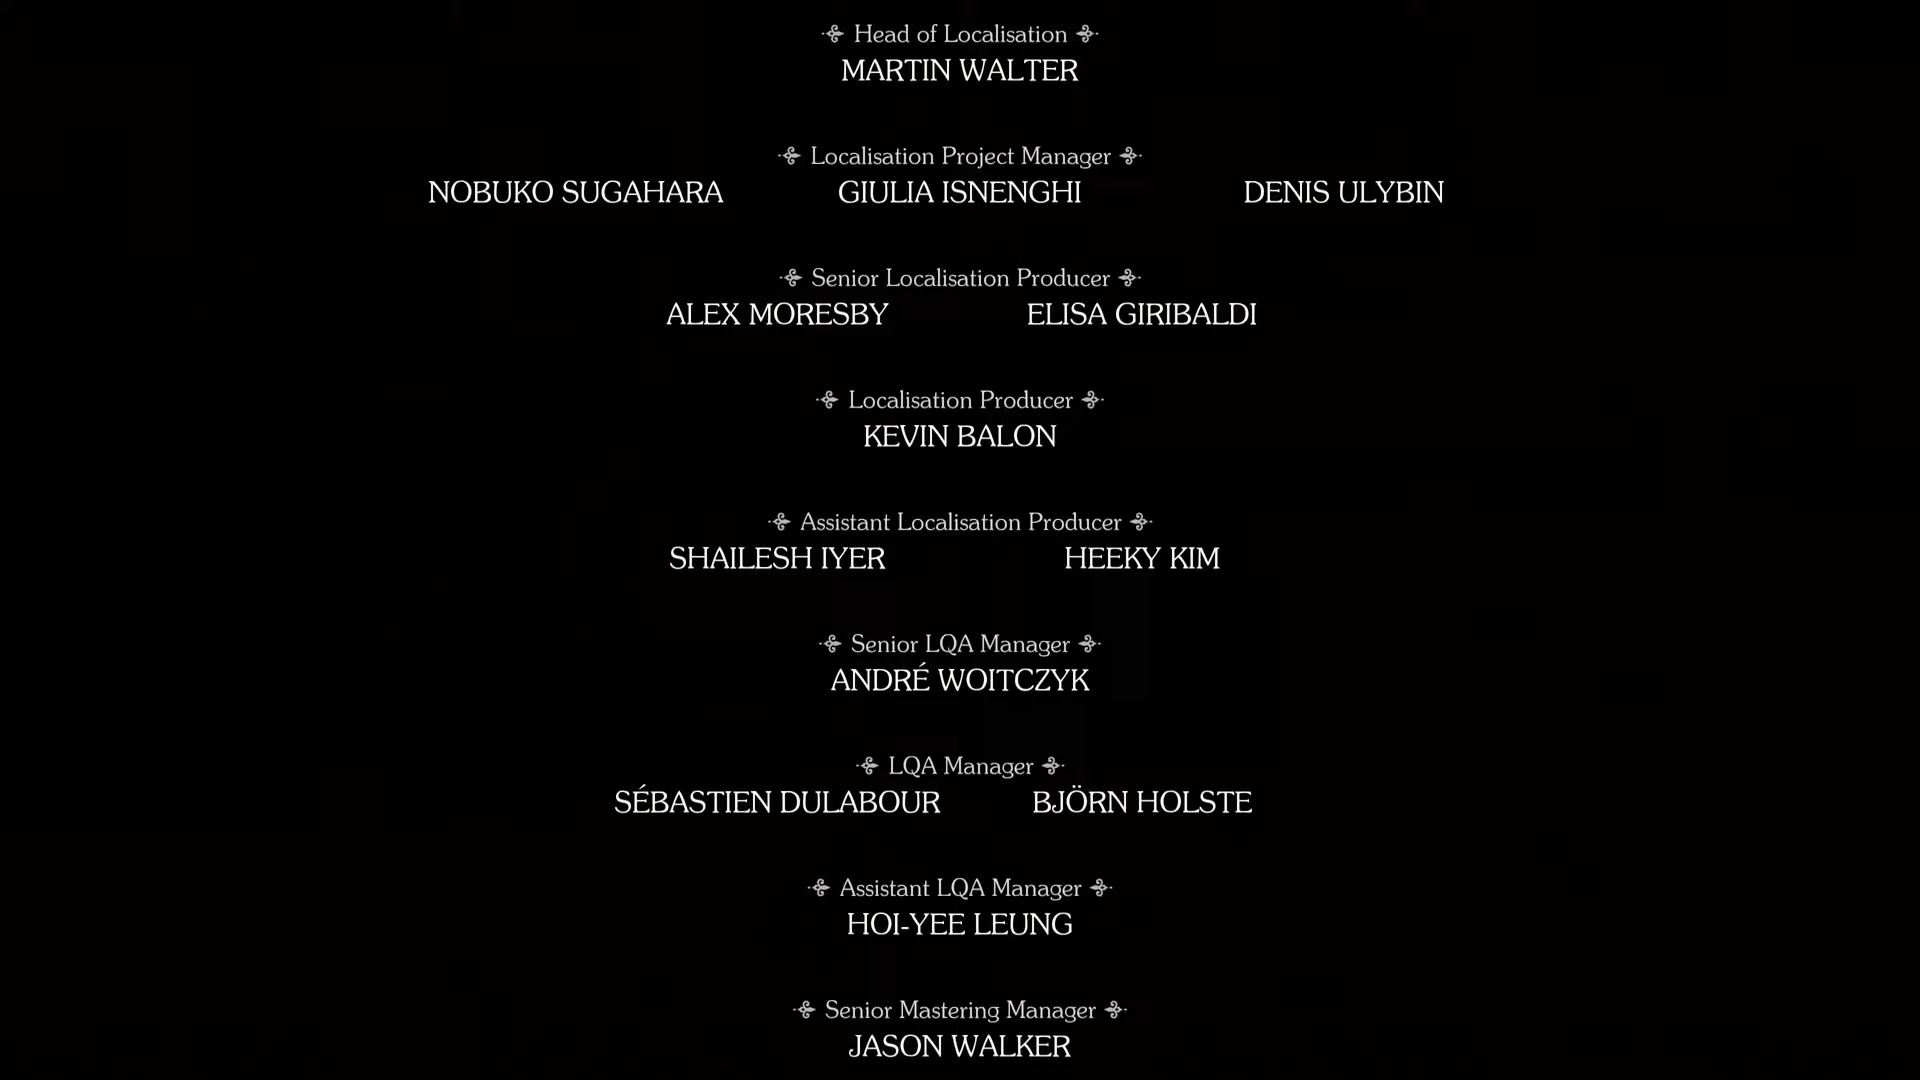 Head of Localisation
MARTIN WALTER
Localisation Project Manager
NOBUKO SUGAHARA GIULIA ISNENGHI DENIS ULYBIN
Senior Localisation Producer
ALEX MORESBY ELISA GIRIBALDI
Localisation Producer
KEVIN BALON
Assistant Localisation Producer
SHAILESH IYER HEEKY KIM
Senior LQA Manager
ANDRÉ WOITCZYK
LQA Manager
SÉBASTIEN DULABOUR BJÖRN HOLSTE
Assistant LQA Manager
HOI-YEE LEUNG
Senior Mastering Manager
JASON WALKER